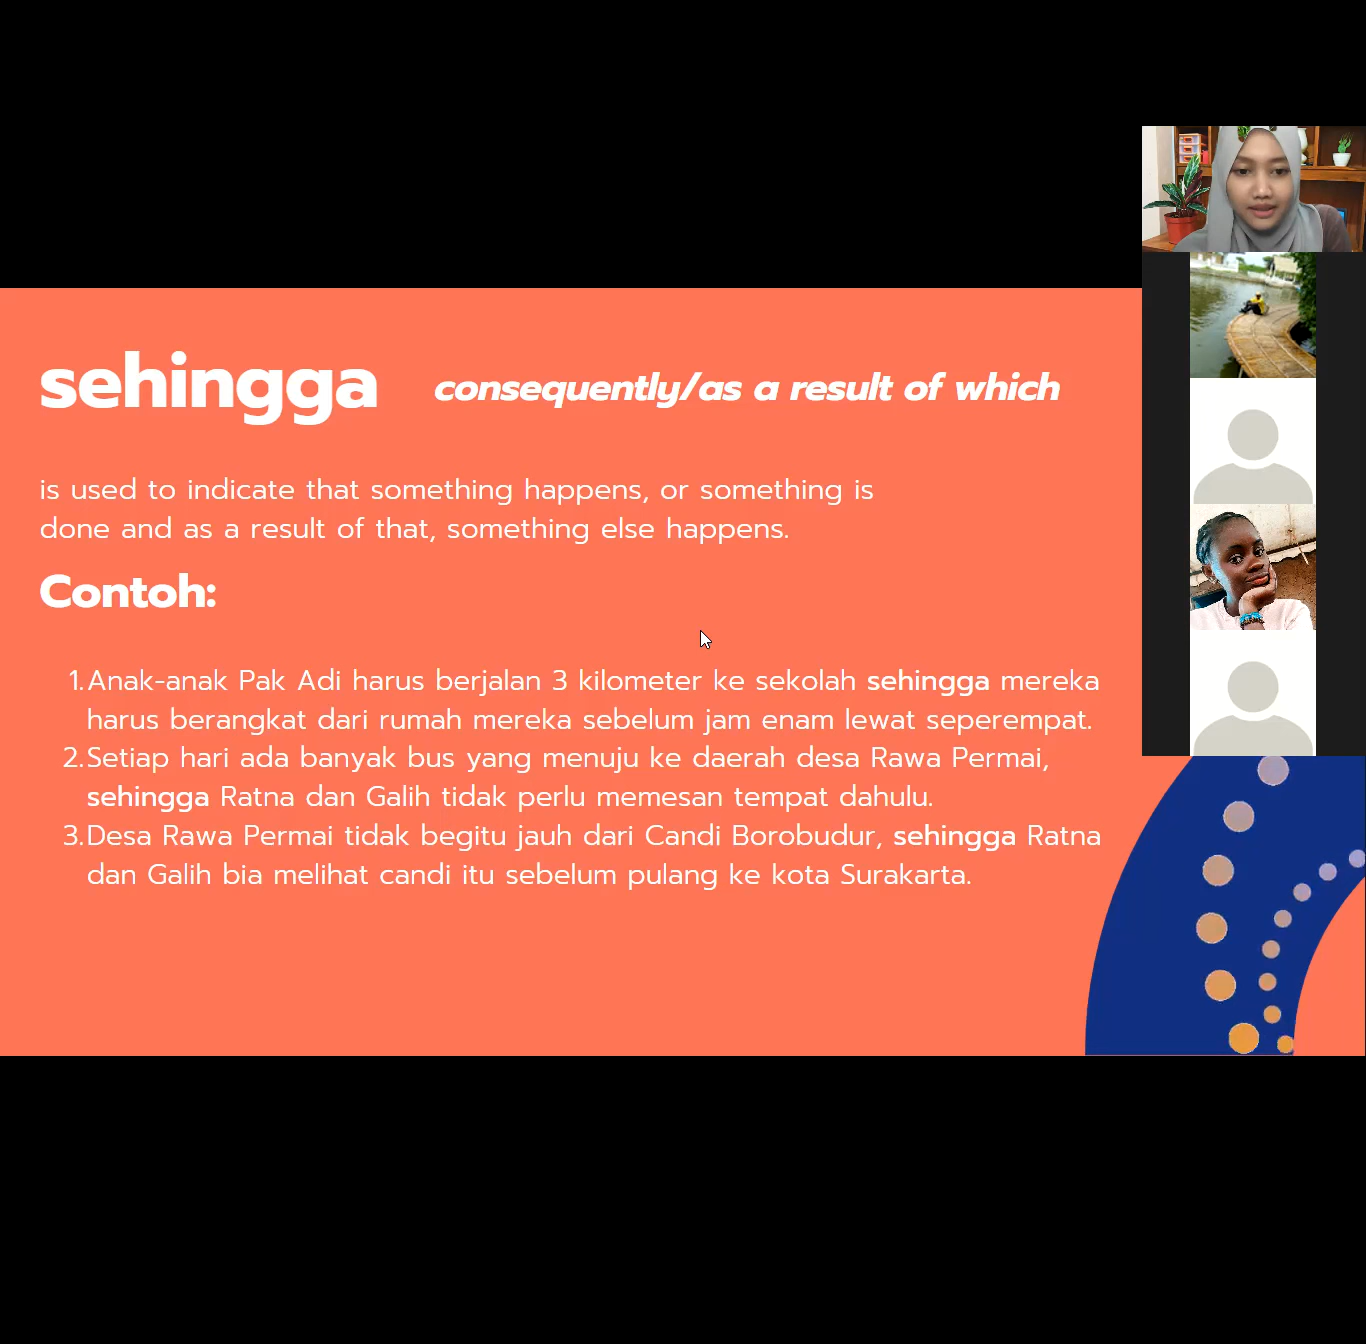 sehingga consequently/as a result of which
is used to indicate that something happens, or something is
done and as a result of that, something else happens.
Contoh:
1. Anak-anak Pak Adi harus berjalan 3 kilometer ke sekolah sehingga mereka
harus berangkat dari rumah mereka sebelum jam enam lewat seperempat.
2. Setiap hari ada banyak bus yang menuju ke daerah desa Rawa Permai,
sehingga Ratna dan Galih tidak perlu memesan tempat dahulu.
3. Desa Rawa Permai tidak begitu jauh dari Candi Borobudur, sehingga Ratna
dan Galih bia melihat candi itu sebelum pulang ke kota Surakarta.